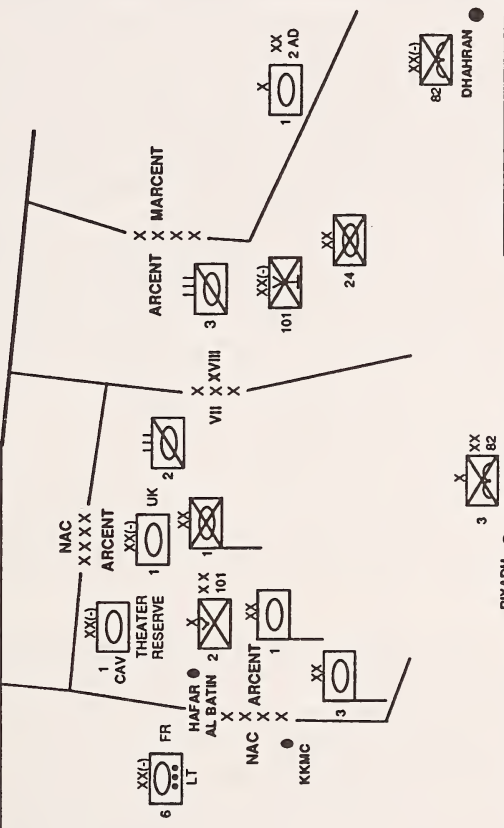 NAC
X X X X
ARCENT
XX(-)
1
CAV
THEATER
RESERVE
XX(-)
1
UK
III
2
XX
1
X
2
XX
101
HAFAR
AL BATIN
XX(-)
6
FR
LT
NAC
X X X X
ARCENT
KKMC
XX
1
XX
3
VII
X X X
XVIII
ARCENT
X X X X
MARCENT
III
3
XX(-)
101
XX
24
X
1
XX
2 AD
XX(-)
82
DHAHRAN
X
3
XX
82